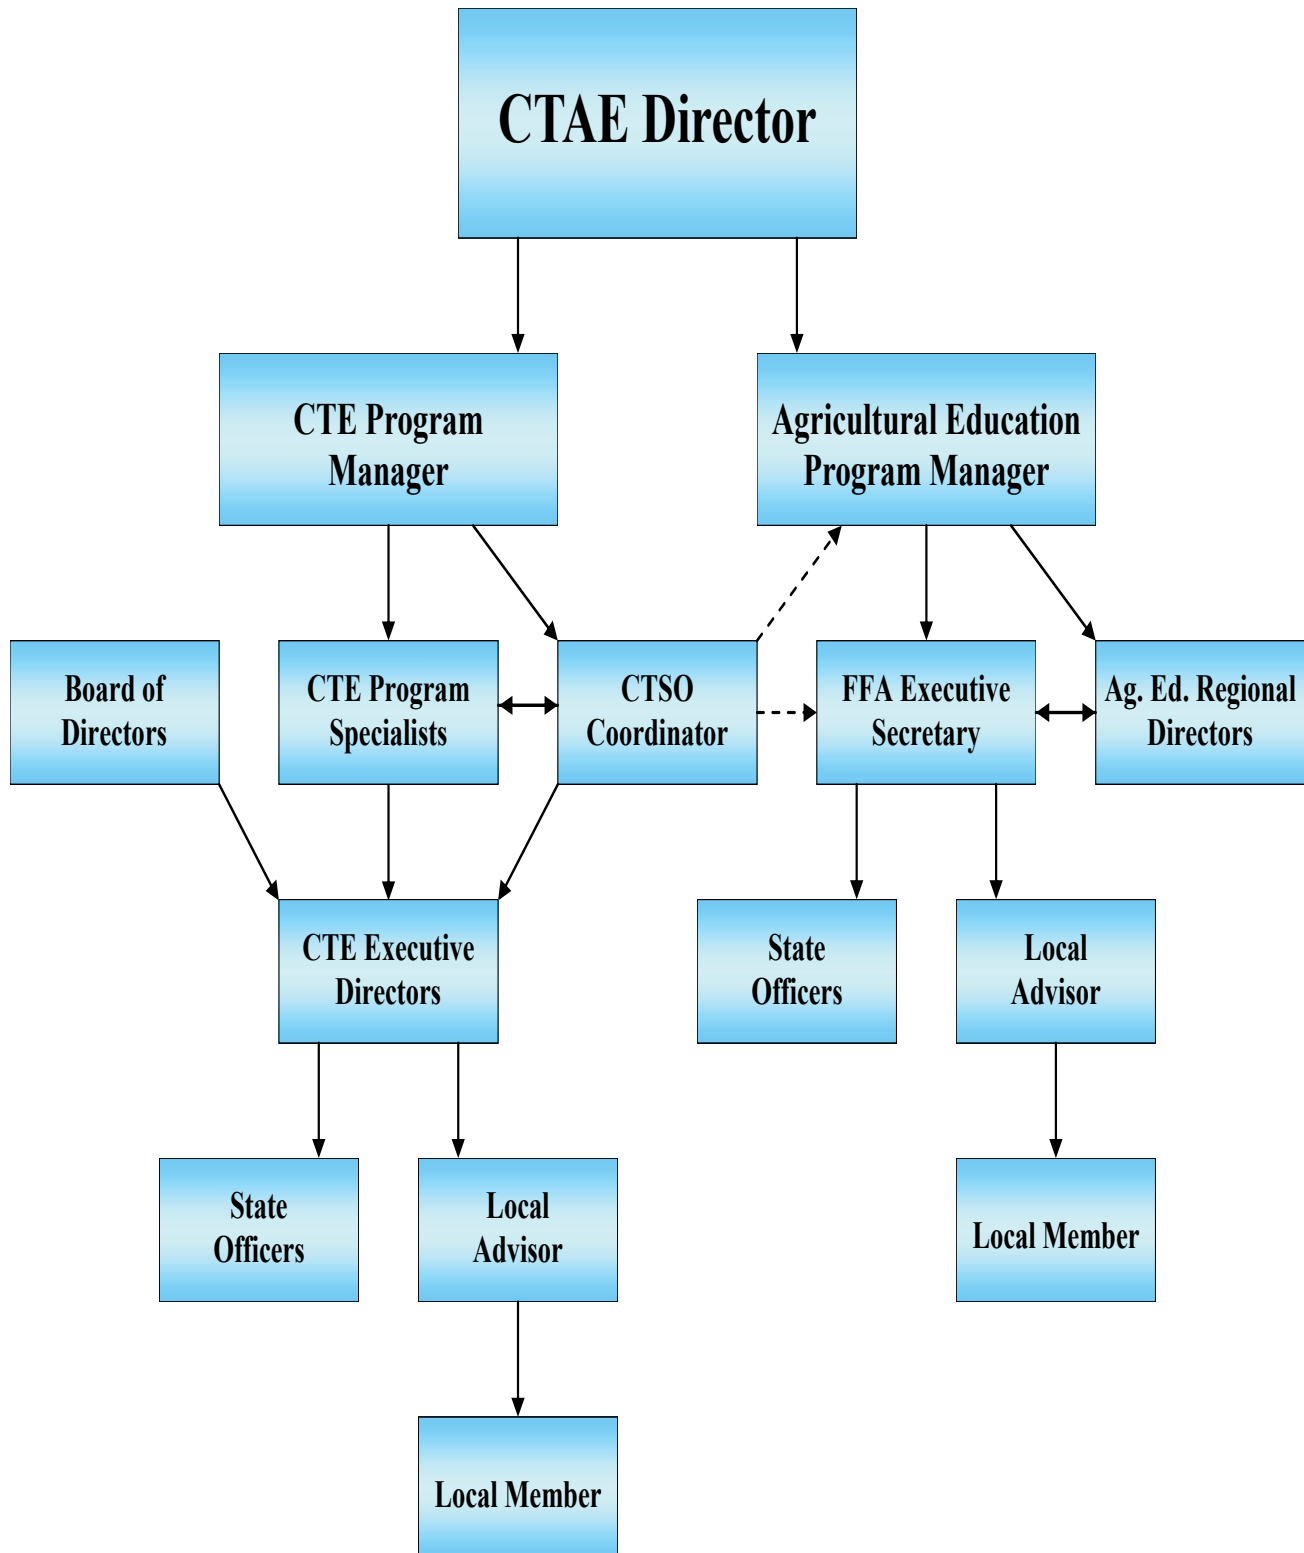 CTAE Director
CTE Program
Manager
Agricultural Education
Program Manager
Board of
Directors
CTE Program
Specialists
CTSO
Coordinator
FFA Executive
Secretary
Ag. Ed. Regional
Directors
CTE Executive
Directors
State
Officers
Local
Advisor
State
Officers
Local
Advisor
Local Member
Local Member